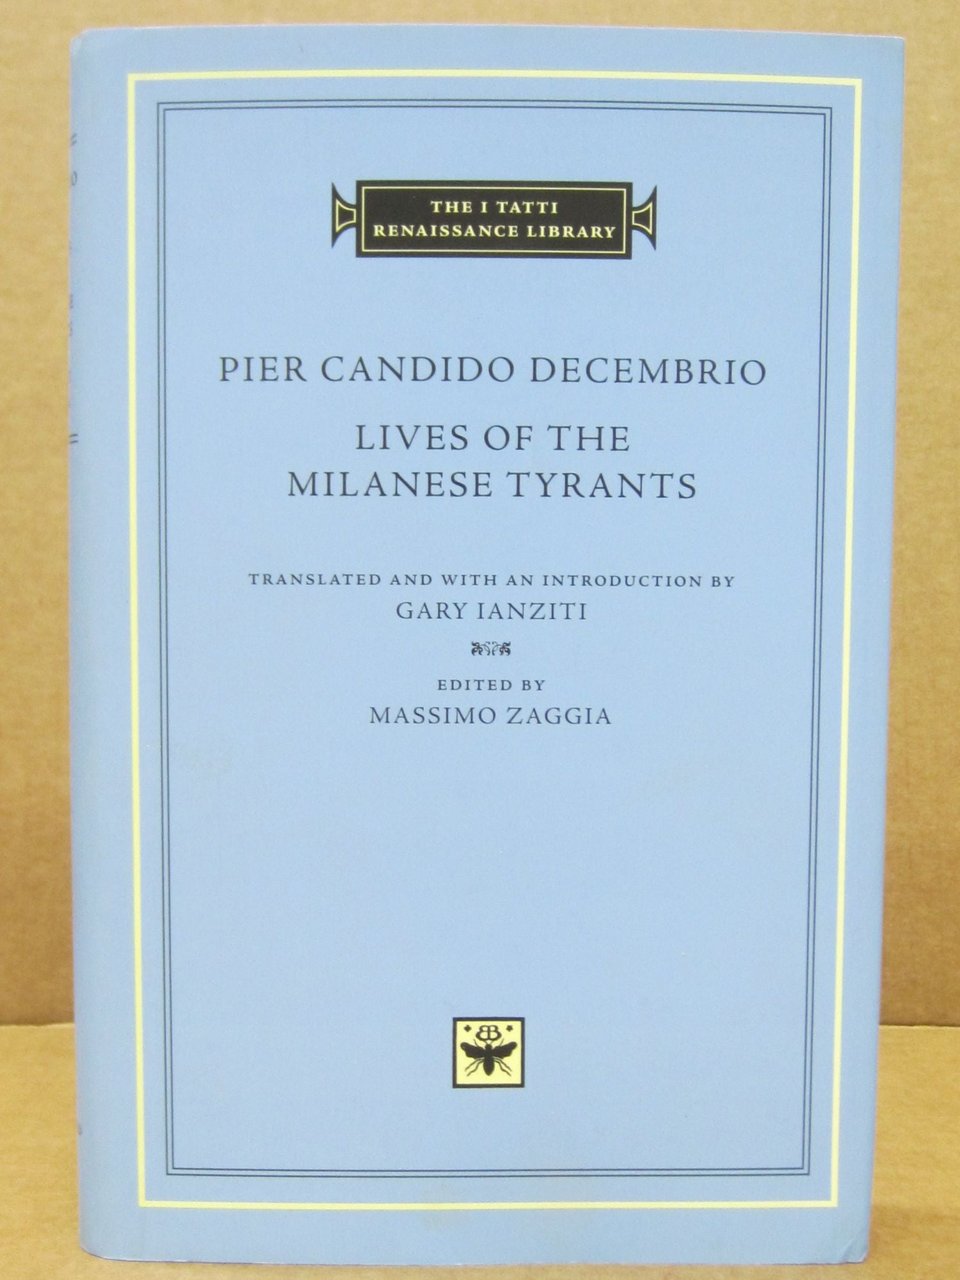 THE I TATTI
RENAISSANCE LIBRARY
PIER CANDIDO DECEMBRIO
LIVES OF THE
MILANESE TYRANTS
TRANSLATED AND WITH AN INTRODUCTION BY
GARY IANZITI
EDITED BY
MASSIMO ZAGGIA